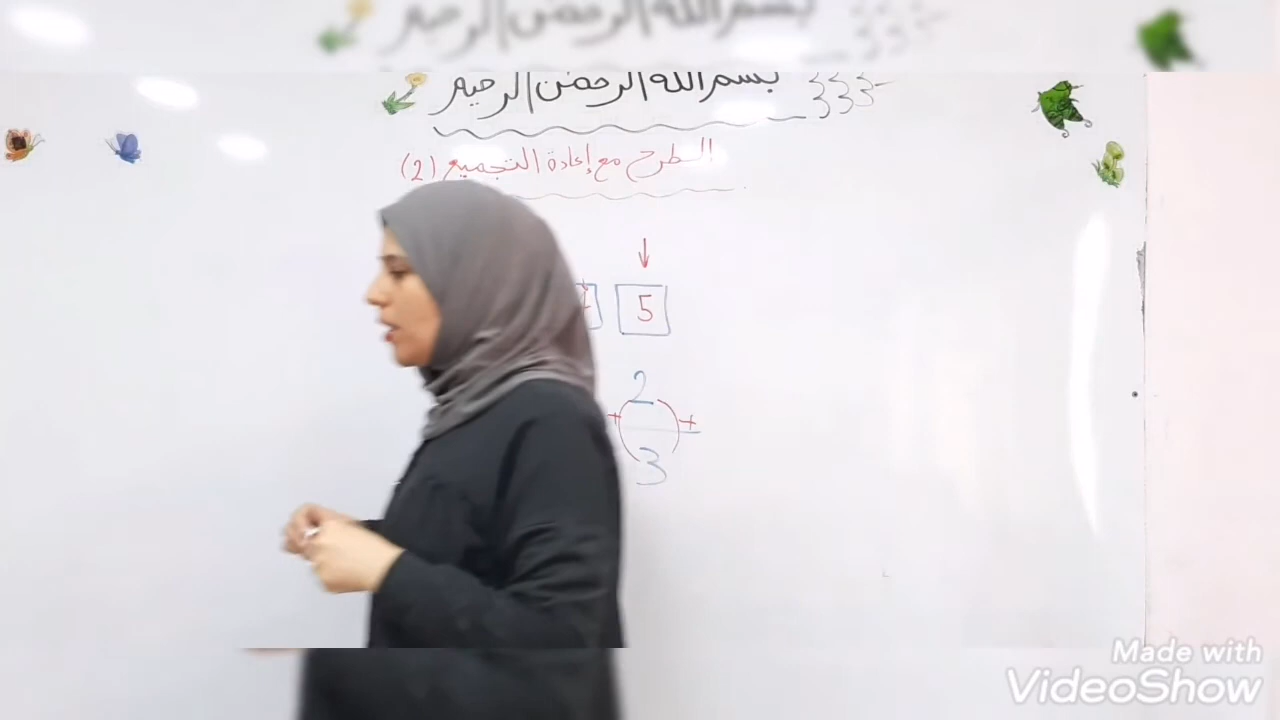 بسم الله الرحمن الرحيم
الطرح مع إعادة التجميع (2)
5
2
3
Made with
VideoShow